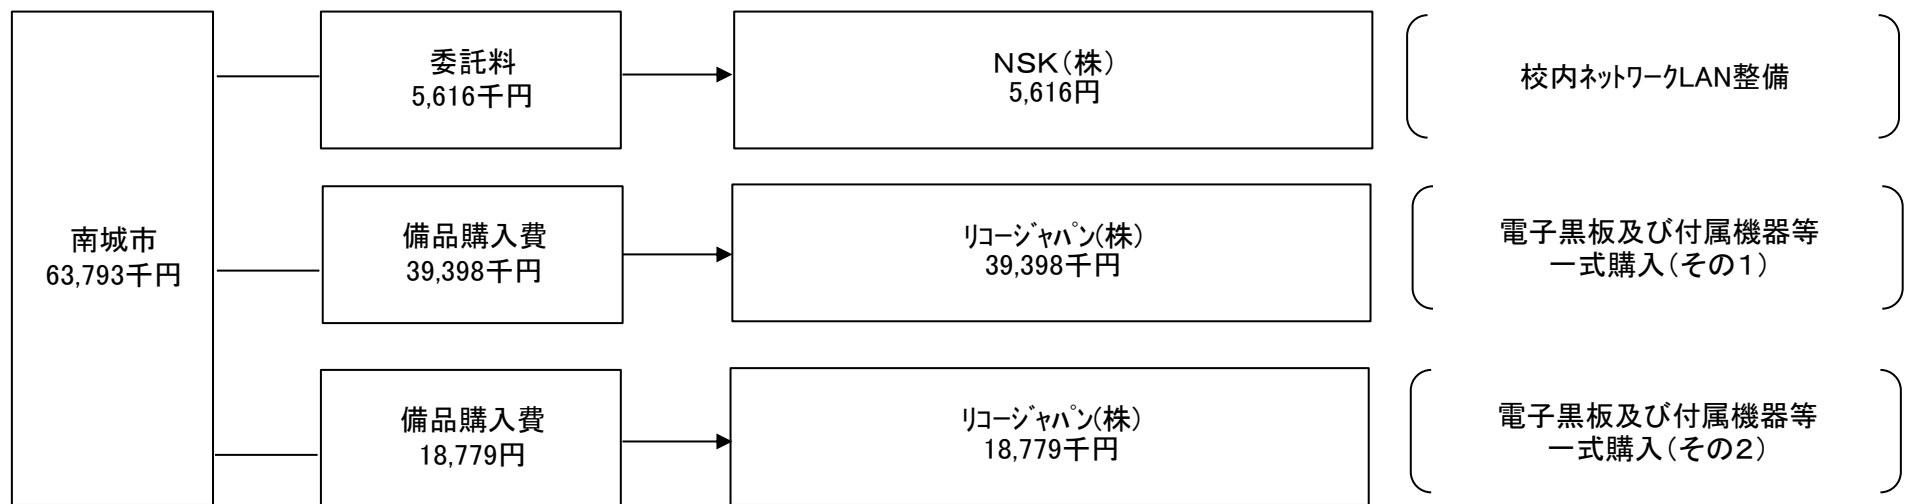 南城市
63,793千円
委託料
5,616千円
NSK(株)
5,616円
校内ネットワークLAN整備
備品購入費
39,398千円
リコージャパン(株)
39,398千円
電子黒板及び付属機器等
一式購入(その1)
備品購入費
18,779円
リコージャパン(株)
18,779千円
電子黒板及び付属機器等
一式購入(その2)